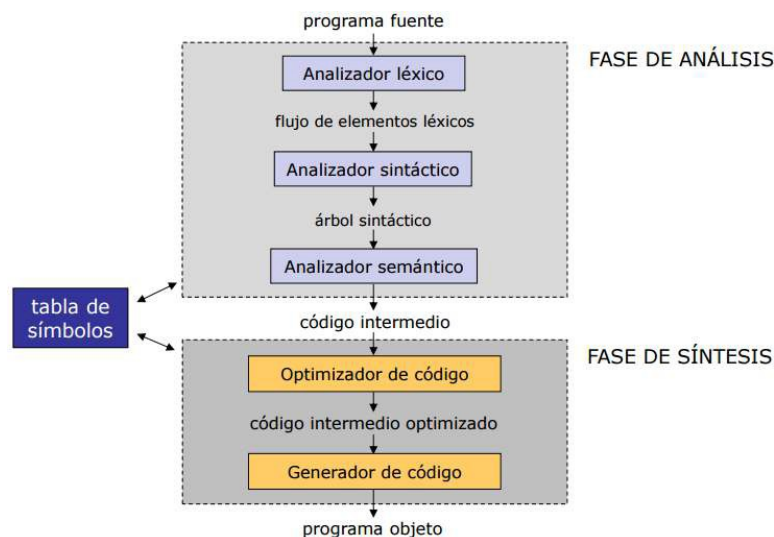 programa fuente
FASE DE ANÁLISIS
Analizador léxico
flujo de elementos léxicos
Analizador sintáctico
árbol sintáctico
Analizador semántico
tabla de
símbolos
código intermedio
FASE DE SÍNTESIS
Optimizador de código
código intermedio optimizado
Generador de código
programa objeto